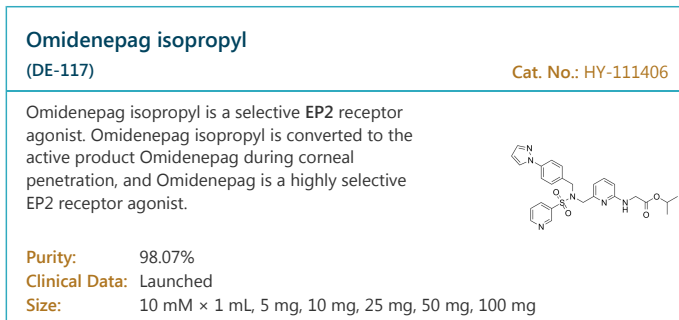 Omidenepag isopropyl
(DE-117)
Cat. No.: HY-111406
Omidenepag isopropyl is a selective EP2 receptor
agonist. Omidenepag isopropyl is converted to the
active product Omidenepag during corneal
penetration, and Omidenepag is a highly selective
EP2 receptor agonist.
Purity: 98.07%
Clinical Data: Launched
Size: 10 mM × 1 mL, 5 mg, 10 mg, 25 mg, 50 mg, 100 mg